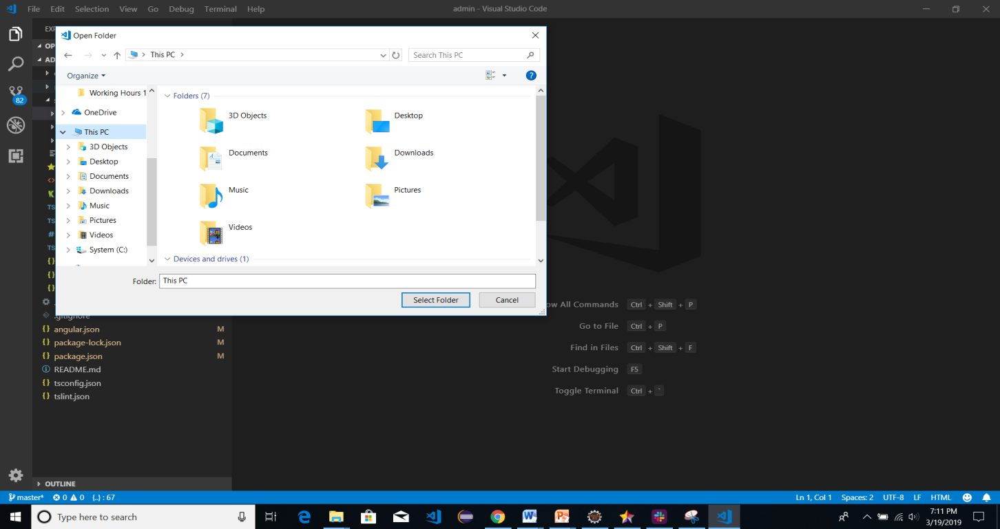 File Edit Selection View Go Debug Terminal Help
admin - Visual Studio Code
EXP
Open Folder
OP
This PC
Search This PC
AD
Organize
Working Hours 1
Folders (7)
82
OneDrive
3D Objects
Desktop
This PC
3D Objects
Documents
Downloads
Desktop
Documents
Downloads
Music
Pictures
Music
TS
Pictures
TS
Videos
Videos
#
TS
System (C:)
Devices and drives (1)
{}
{}
Folder: This PC
{}
Select Folder
Cancel
ow All Commands Ctrl + Shift + P
.gitignore
Go to File Ctrl + P
{} angular.json M
{} package-lock.json M
Find in Files Ctrl + Shift + F
{} package.json M
Start Debugging F5
README.md
{} tsconfig.json
Toggle Terminal Ctrl + `
{} tslint.json
OUTLINE
master* 0 0 {..} : 67
Ln 1, Col 1 Spaces: 2 UTF-8 LF HTML
Type here to search
7:11 PM
3/19/2019